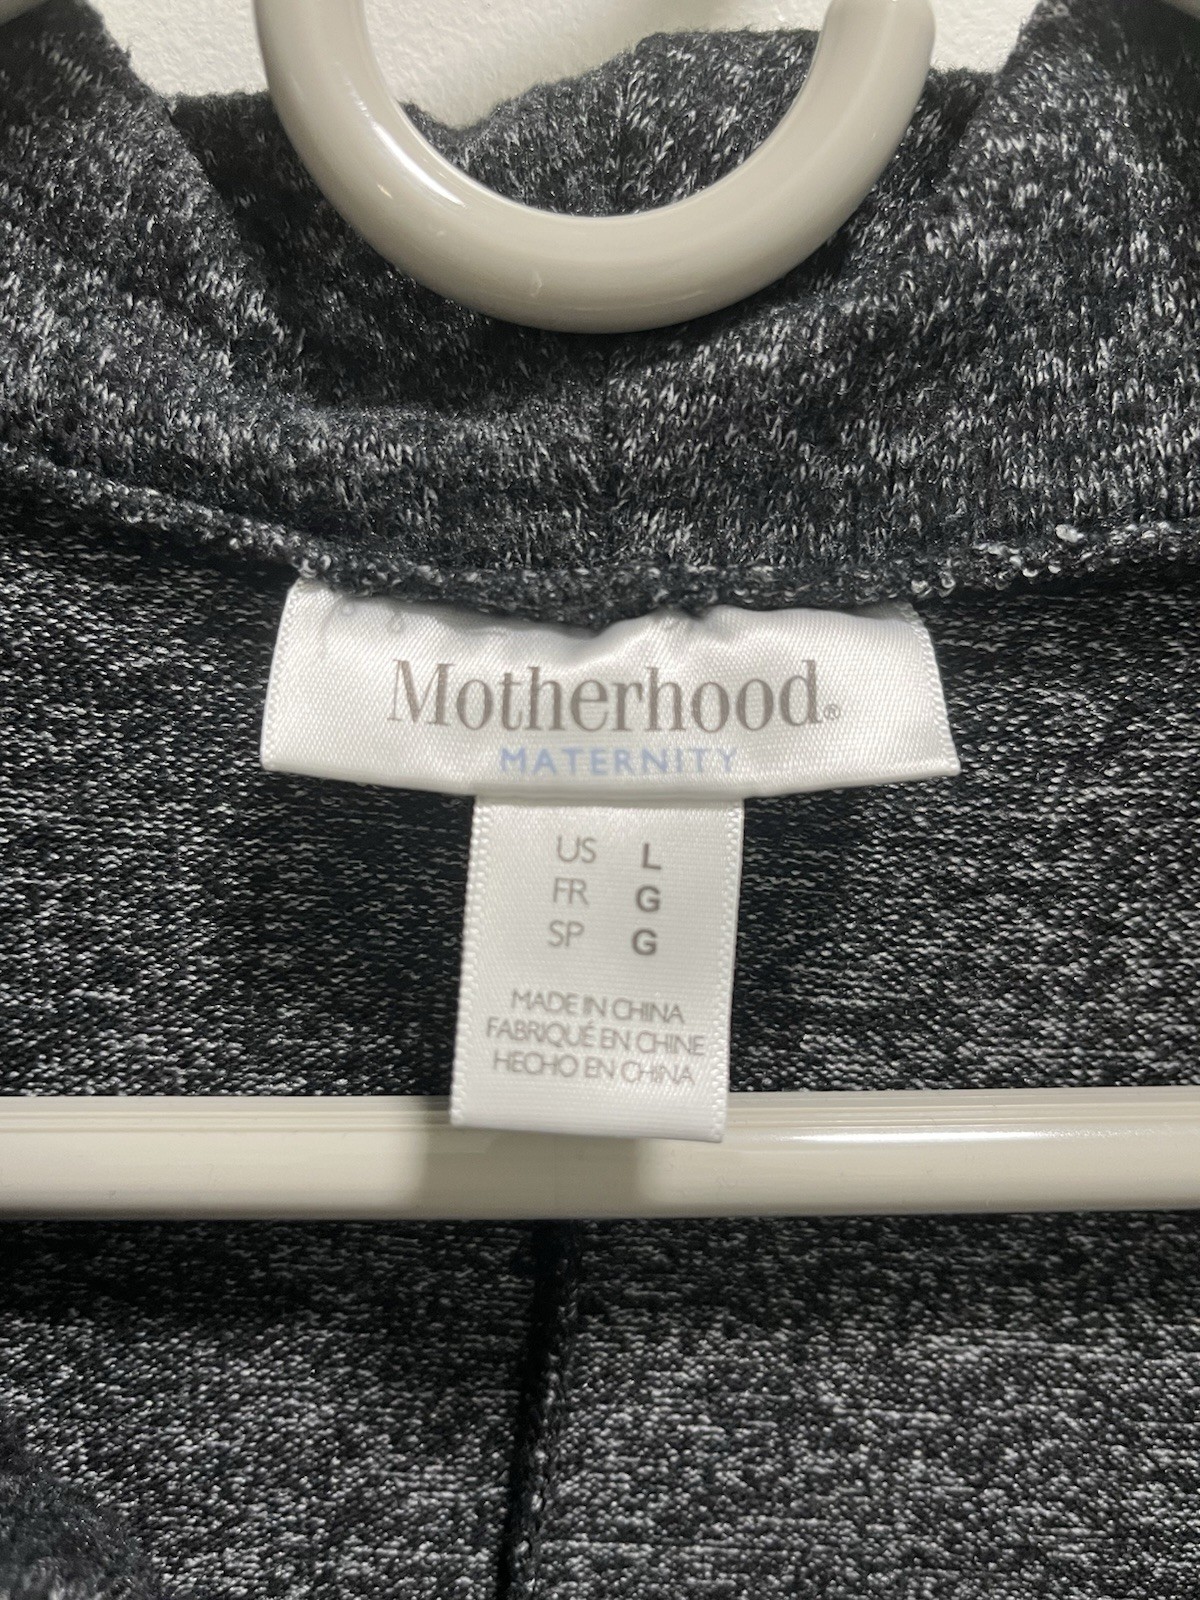 Motherhood®
MATERNITY
US L
FR G
SP G
MADE IN CHINA
FABRIQUÉ EN CHINE
HECHO EN CHINA